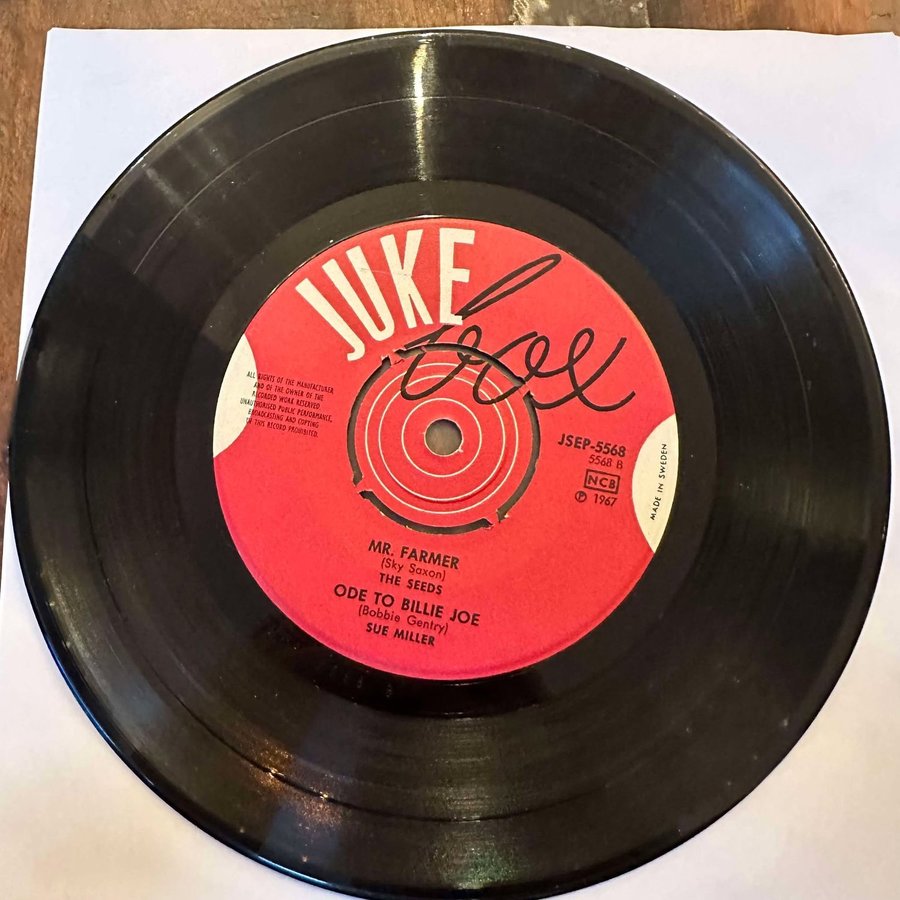 JUKE
box
ALL RIGHTS OF THE MANUFACTURER
AND OF THE OWNER OF THE
RECORDED WORK RESERVED.
UNAUTHORISED PUBLIC PERFORMANCE,
BROADCASTING AND COPYING
OF THIS RECORD PROHIBITED.
JSEP-5568
5568 B
NCB
℗ 1967
MADE IN SWEDEN
MR. FARMER
(Sky Saxon)
THE SEEDS
ODE TO BILLIE JOE
(Bobbie Gentry)
SUE MILLER